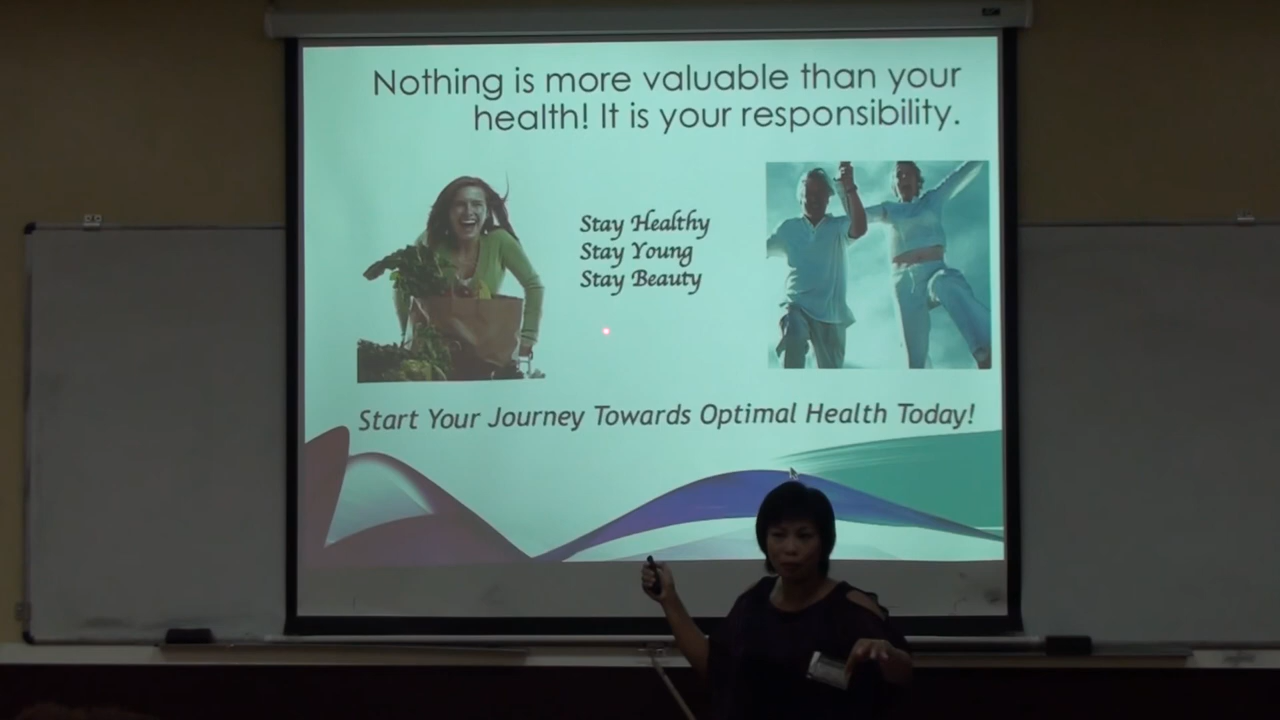 Nothing is more valuable than your
health! It is your responsibility.
Stay Healthy
Stay Young
Stay Beauty
Start Your Journey Towards Optimal Health Today!